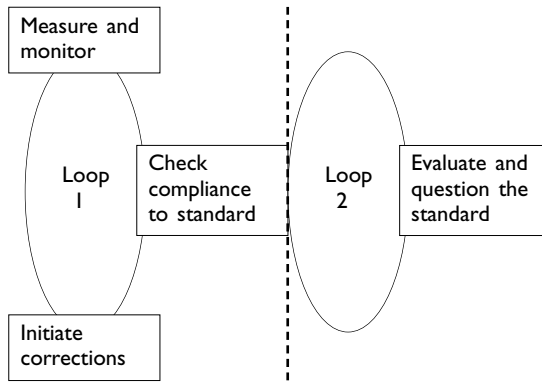 Measure and
monitor
Loop
1
Check
compliance
to standard
Loop
2
Evaluate and
question the
standard
Initiate
corrections